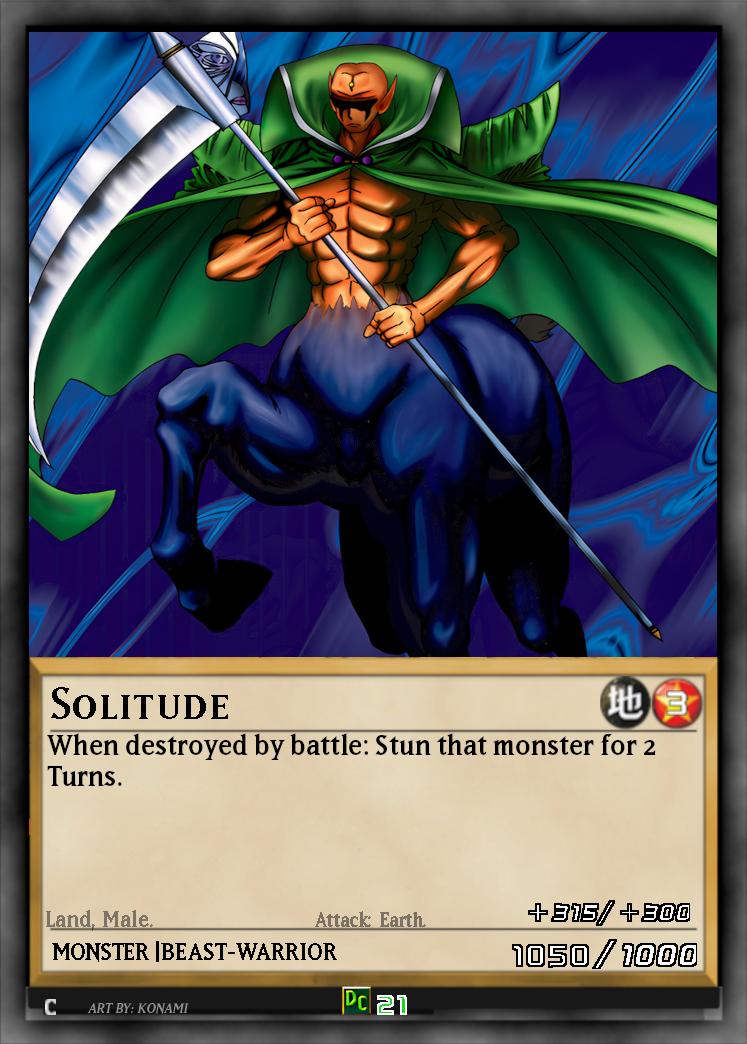 SOLITUDE 地 3
When destroyed by battle: Stun that monster for 2
Turns.
Land, Male. Attack: Earth. +315/ +300
MONSTER |BEAST-WARRIOR 1050/1000
C ART BY: KONAMI DC 21